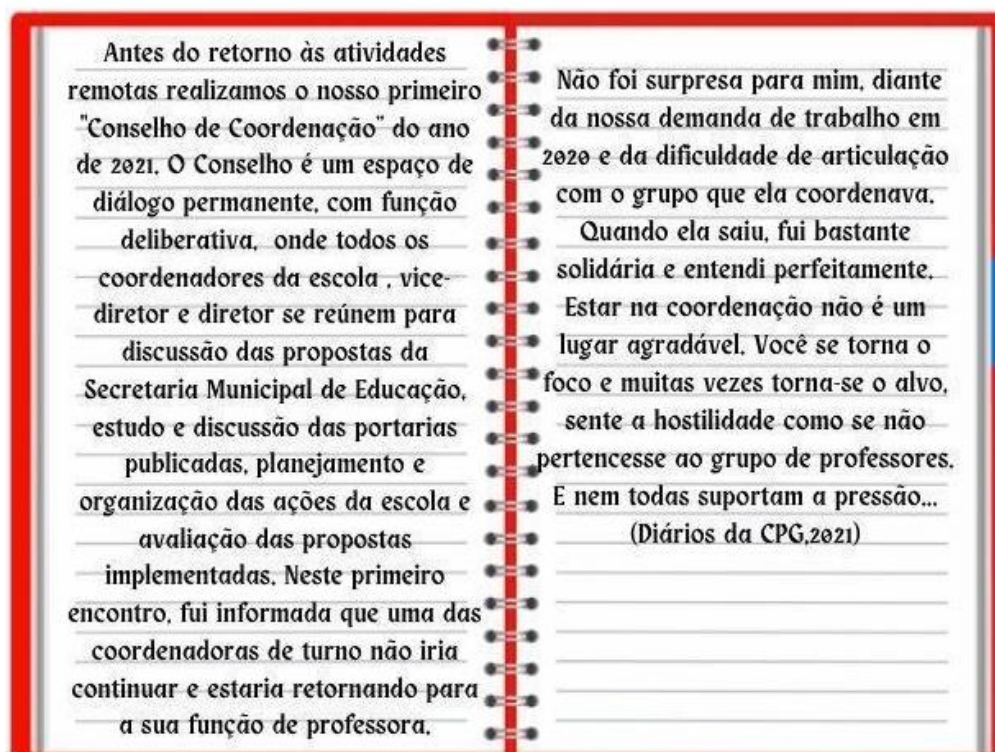 Antes do retorno às atividades
remotas realizamos o nosso primeiro
"Conselho de Coordenação" do ano
de 2021. O Conselho é um espaço de
diálogo permanente, com função
deliberativa, onde todos os
coordenadores da escola , vice-
diretor e diretor se reúnem para
discussão das propostas da
Secretaria Municipal de Educação,
estudo e discussão das portarias
publicadas, planejamento e
organização das ações da escola e
avaliação das propostas
implementadas. Neste primeiro
encontro, fui informada que uma das
coordenadoras de turno não iria
continuar e estaria retornando para
a sua função de professora.
Não foi surpresa para mim, diante
da nossa demanda de trabalho em
2020 e da dificuldade de articulação
com o grupo que ela coordenava.
Quando ela saiu, fui bastante
solidária e entendi perfeitamente.
Estar na coordenação não é um
lugar agradável. Você se torna o
foco e muitas vezes torna-se o alvo,
sente a hostilidade como se não
pertencesse ao grupo de professores.
E nem todas suportam a pressão...
(Diários da CPG,2021)